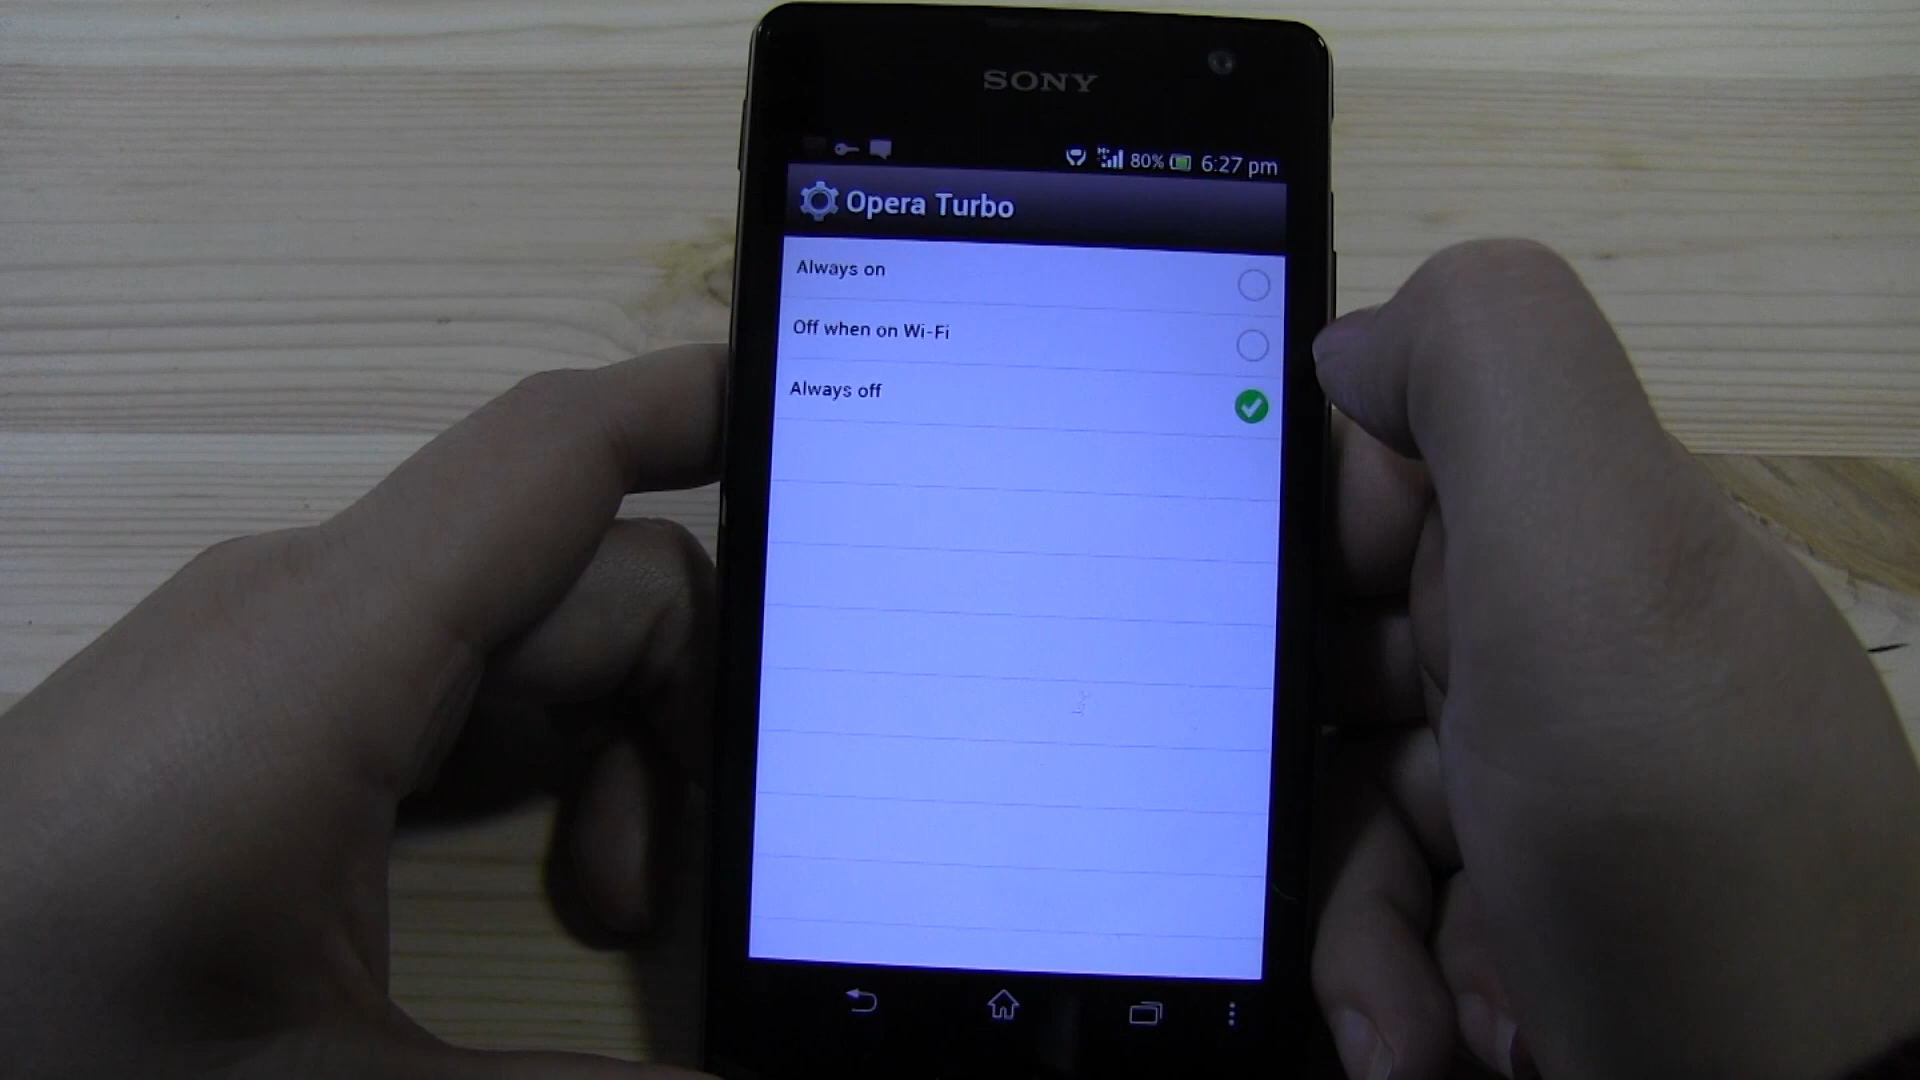 SONY
80% 6:27 pm
Opera Turbo
Always on
Off when on Wi-Fi
Always off